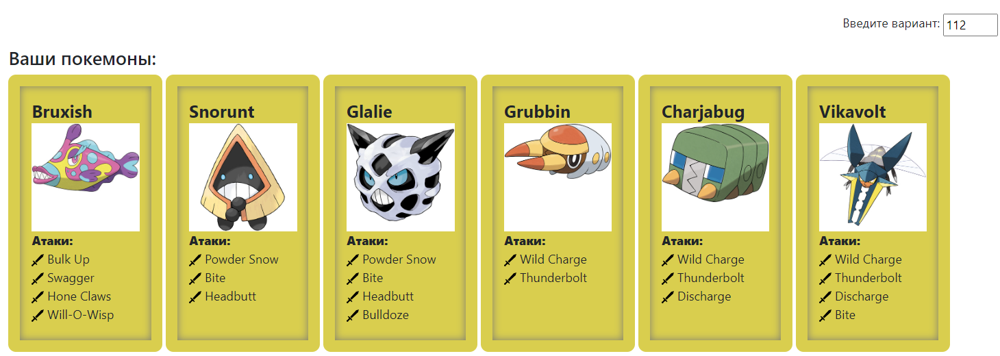 Введите вариант: 112
Ваши покемоны:
Bruxish
Атаки:
Bulk Up
Swagger
Hone Claws
Will-O-Wisp
Snorunt
Атаки:
Powder Snow
Bite
Headbutt
Glalie
Атаки:
Powder Snow
Bite
Headbutt
Bulldoze
Grubbin
Атаки:
Wild Charge
Thunderbolt
Charjabug
Атаки:
Wild Charge
Thunderbolt
Discharge
Vikavolt
Атаки:
Wild Charge
Thunderbolt
Discharge
Bite